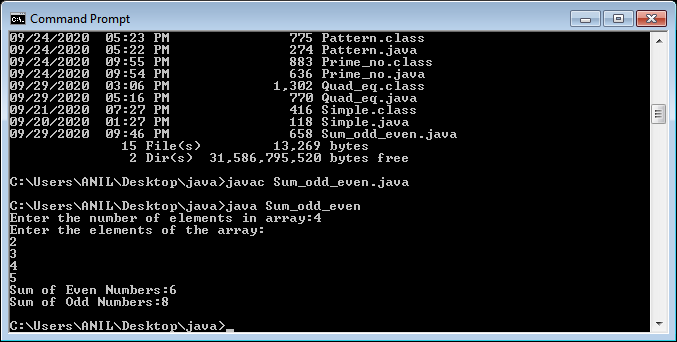 Command Prompt
09/24/2020  05:23 PM               775 Pattern.class
09/24/2020  05:22 PM               274 Pattern.java
09/24/2020  09:55 PM               883 Prime_no.class
09/24/2020  09:54 PM               636 Prime_no.java
09/29/2020  03:06 PM             1,302 Quad_eq.class
09/29/2020  05:16 PM               770 Quad_eq.java
09/21/2020  07:27 PM               416 Simple.class
09/20/2020  01:27 PM               118 Simple.java
09/29/2020  09:46 PM               658 Sum_odd_even.java
              15 File(s)         13,269 bytes
               2 Dir(s)  31,586,795,520 bytes free
C:\Users\ANIL\Desktop\java>javac Sum_odd_even.java
C:\Users\ANIL\Desktop\java>java Sum_odd_even
Enter the number of elements in array:4
Enter the elements of the array:
2
3
4
5
Sum of Even Numbers:6
Sum of Odd Numbers:8
C:\Users\ANIL\Desktop\java>_